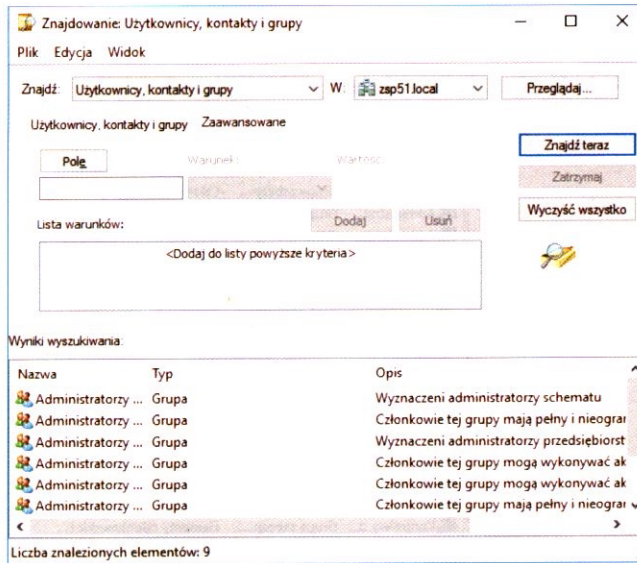 Znajdowanie: Użytkownicy, kontakty i grupy
Plik Edycja Widok
Znajdź: Użytkownicy, kontakty i grupy W: zsp51.local Przeglądaj...
Użytkownicy, kontakty i grupy Zaawansowane
Znajdź teraz
Pole Warunek: Wartość:
Zatrzymaj
Wyczyść wszystko
Lista warunków: Dodaj Usuń
<Dodaj do listy powyższe kryteria>
Wyniki wyszukiwania:
Nazwa Typ Opis
Administratorzy ... Grupa Wyznaczeni administratorzy schematu
Administratorzy ... Grupa Członkowie tej grupy mają pełny i nieogran
Administratorzy ... Grupa Wyznaczeni administratorzy przedsiębiorst
Administratorzy ... Grupa Członkowie tej grupy mogą wykonywać ak
Administratorzy ... Grupa Członkowie tej grupy mogą wykonywać ak
Administratorzy ... Grupa Członkowie tej grupy mają pełny i nieogran
Liczba znalezionych elementów: 9